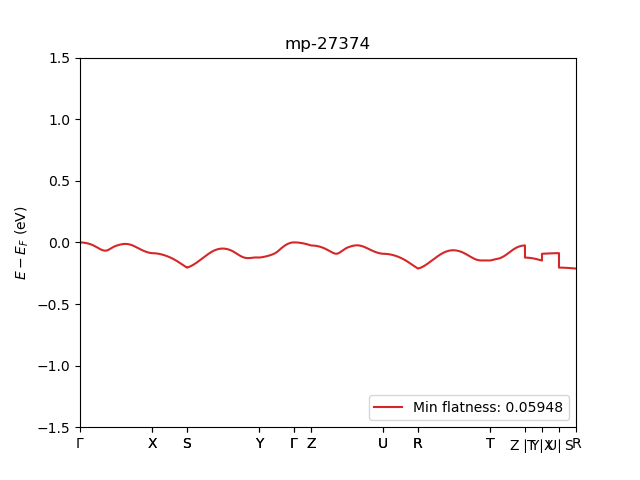 mp-27374
1.5
1.0
0.5
0.0
−0.5
−1.0
−1.5
E − E_F (eV)
Min flatness: 0.05948
Γ X S Y Γ Z U R T Z | T Y | X U | S R